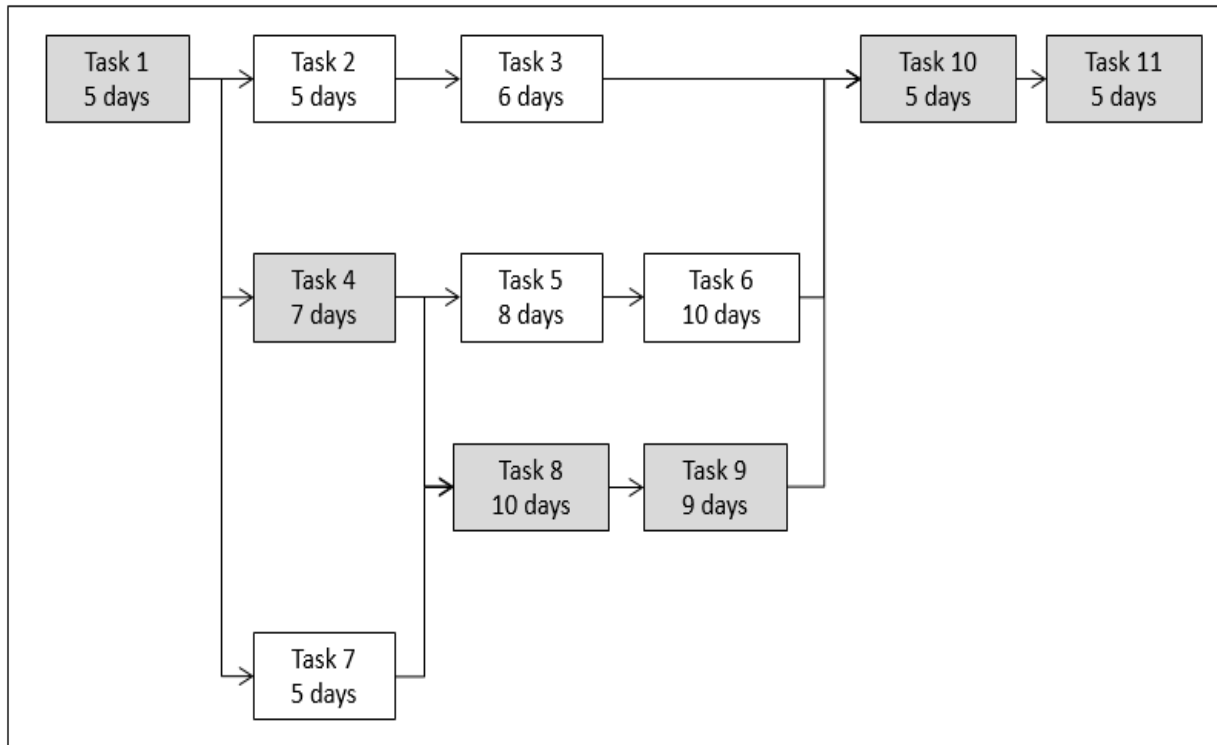 Task 1
5 days
Task 2
5 days
Task 3
6 days
Task 10
5 days
Task 11
5 days
Task 4
7 days
Task 5
8 days
Task 6
10 days
Task 8
10 days
Task 9
9 days
Task 7
5 days